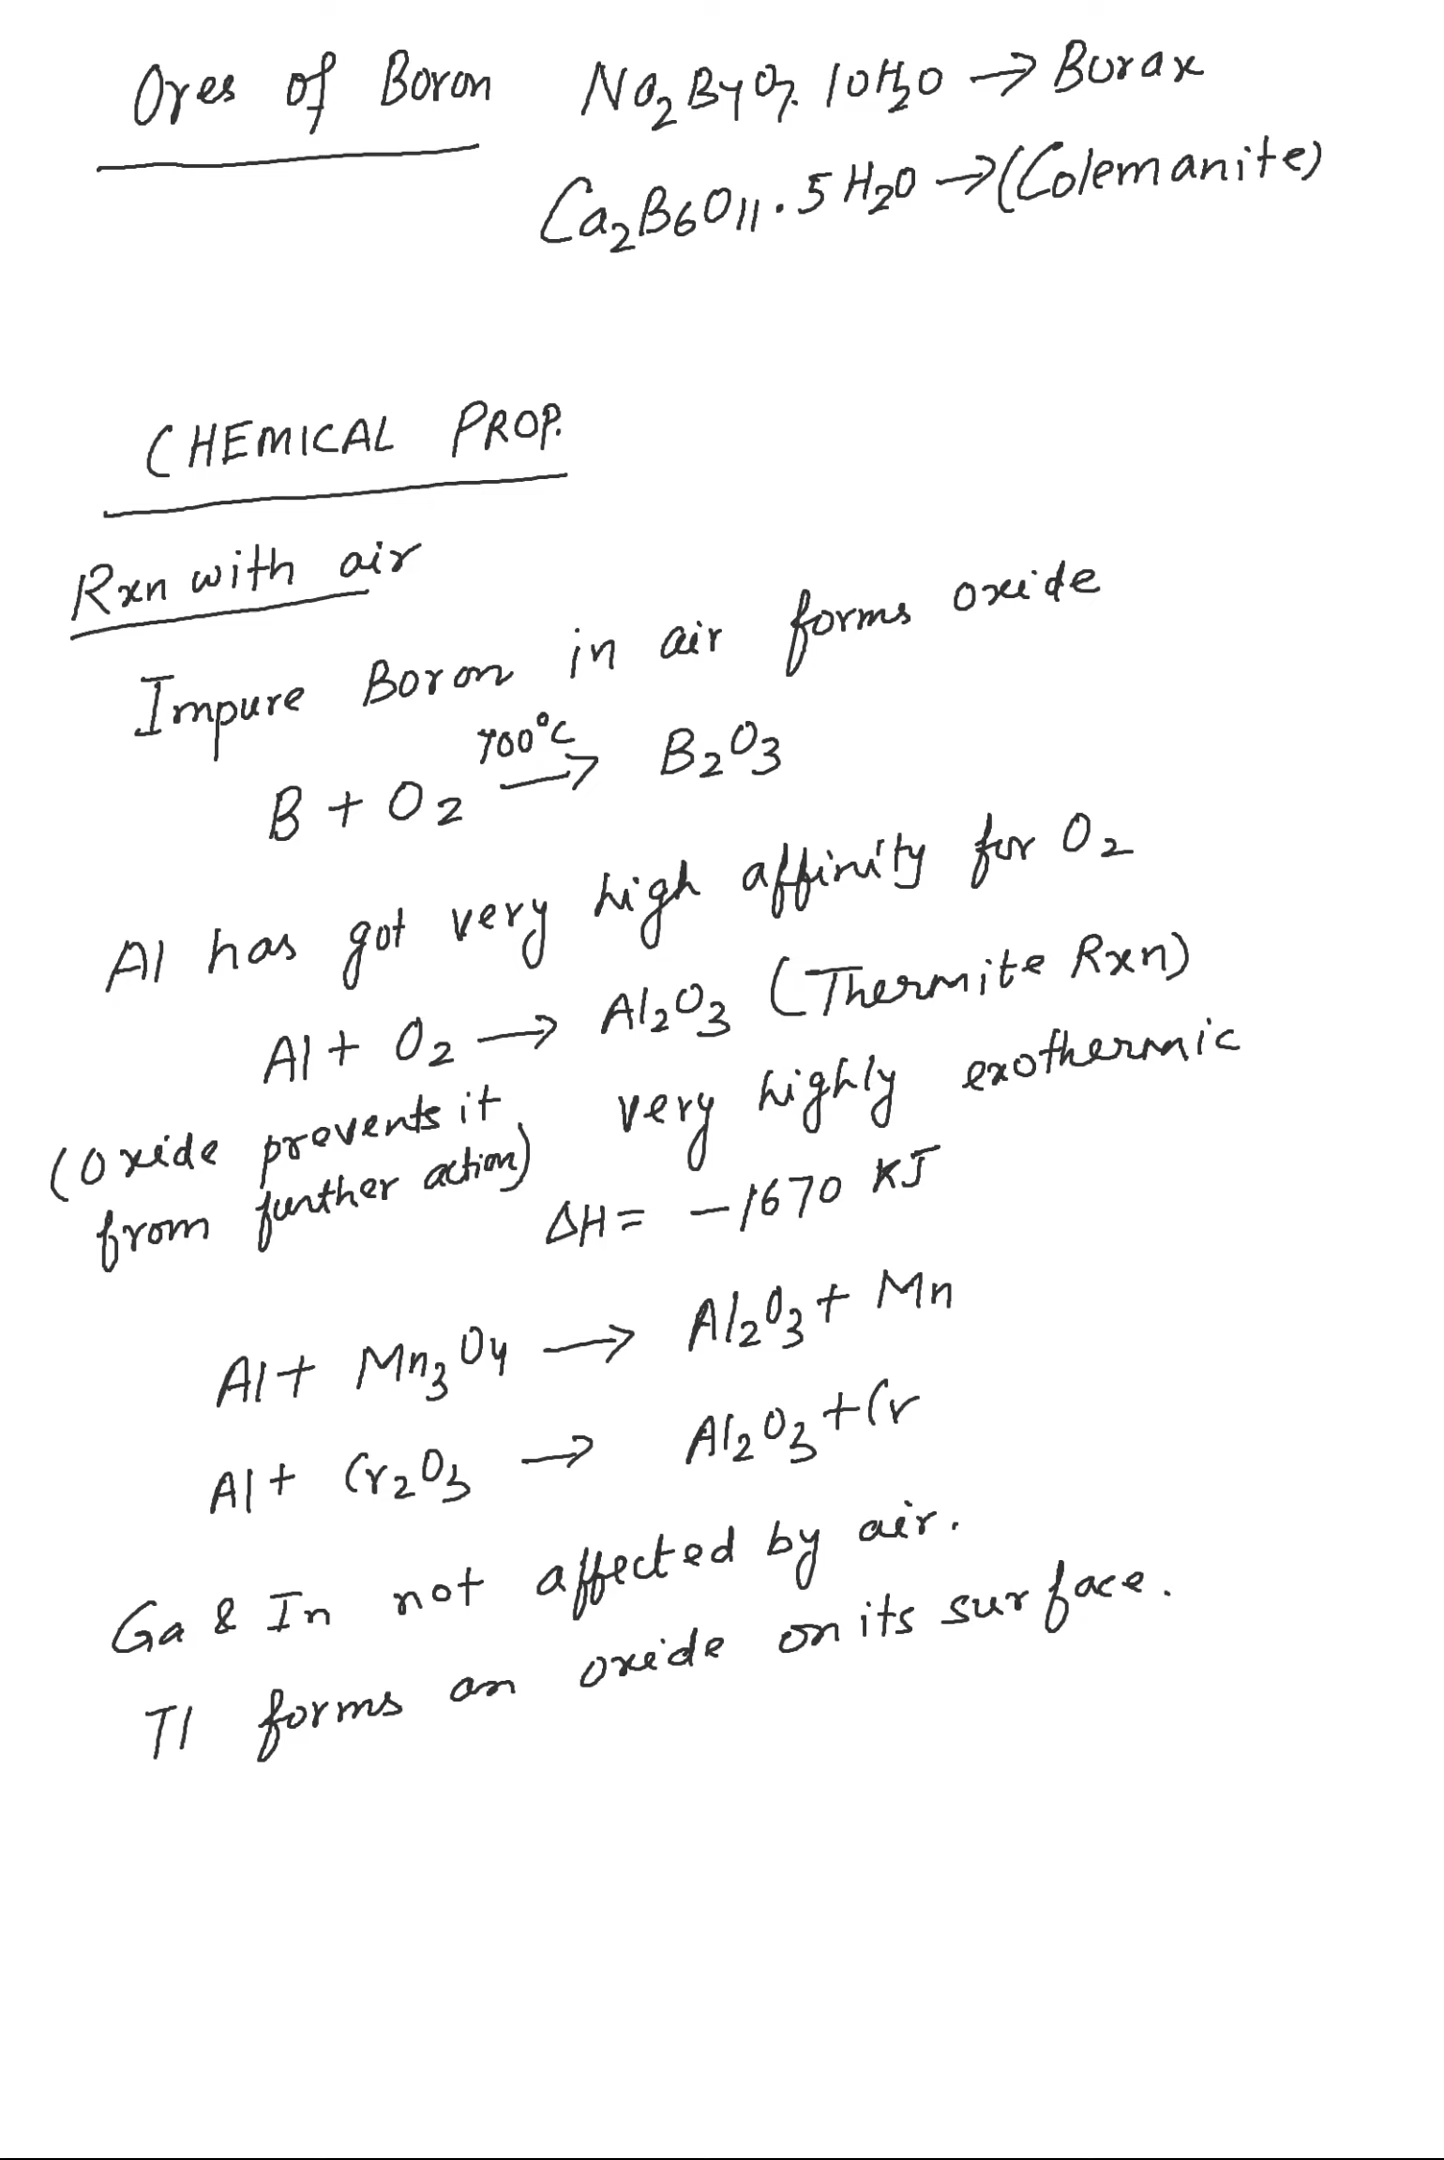 Ores of Boron Na₂B₄O₇.10H₂O → Borax
Ca₂B₆O₁₁.5H₂O → (Colemanite)
CHEMICAL PROP.
Rxn with air
Impure Boron in air forms oxide
B + O₂ 700°C → B₂O₃
Al has got very high affinity for O₂
Al + O₂ → Al₂O₃ (Thermite Rxn)
(Oxide prevents it from further action) very highly exothermic
ΔH = -1670 KJ
Al + Mn₃O₄ → Al₂O₃ + Mn
Al + Cr₂O₃ → Al₂O₃ + Cr
Ga & In not affected by air.
Tl forms an oxide on its surface.